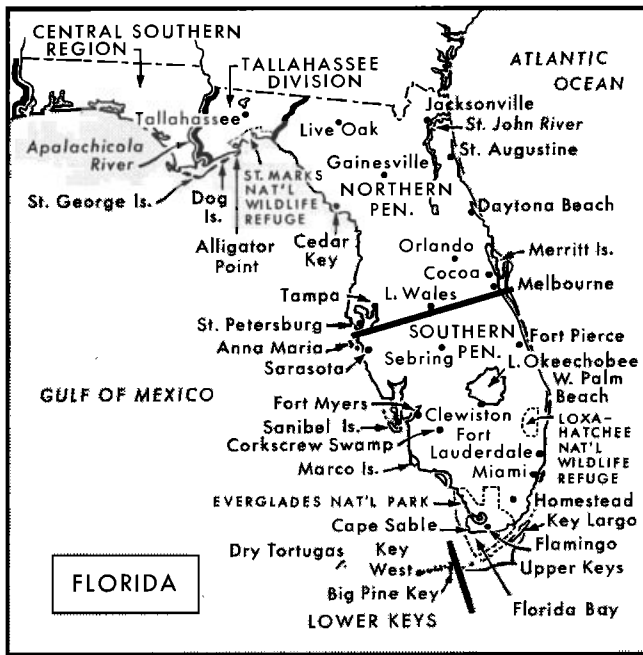 CENTRAL SOUTHERN
REGION
TALLAHASSEE
DIVISION
ATLANTIC
OCEAN
Tallahassee
Jacksonville
St. John River
Live Oak
St. Augustine
Apalachicola
River
Gainesville
NORTHERN
PEN.
ST. MARKS
NAT'L
WILDLIFE
REFUGE
St. George Is.
Dog
Is.
Daytona Beach
Alligator
Point
Cedar
Key
Orlando
Merritt Is.
Cocoa
Melbourne
Tampa
L. Wales
St. Petersburg
SOUTHERN
PEN.
Fort Pierce
Anna Maria
Sebring
L. Okeechobee
Sarasota
GULF OF MEXICO
W. Palm
Beach
Fort Myers
Clewiston
LOXA-
HATCHEE
NAT'L
WILDLIFE
REFUGE
Sanibel Is.
Corkscrew Swamp
Fort
Lauderdale
Marco Is.
Miami
EVERGLADES NAT'L PARK
Homestead
Cape Sable
Key Largo
Flamingo
Dry Tortugas
Key
West
Upper Keys
Big Pine Key
Florida Bay
FLORIDA
LOWER KEYS